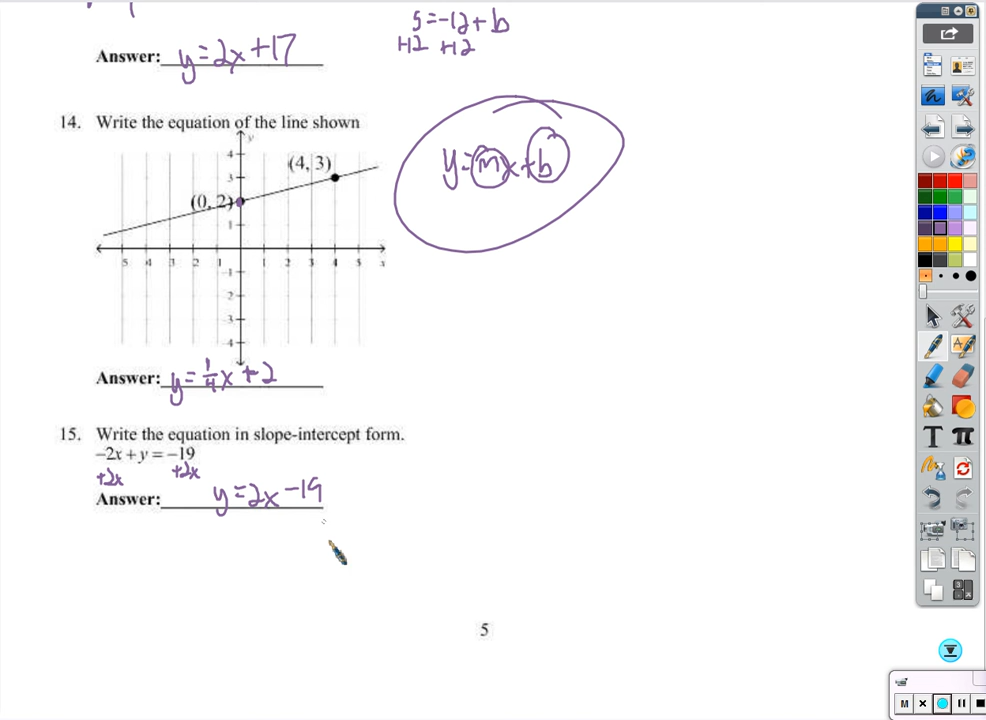 5=-12+b
+12 +12
Answer: y=2x+17
14. Write the equation of the line shown
y
4
(4, 3)
3
(0, 2)
1
5 4 3 2 1 1 2 3 4 5 x
-1
2
-3
4
y=mx+b
Answer: y=1/4x+2
15. Write the equation in slope-intercept form.
-2x + y = -19
+2x +2x
Answer: y=2x-19
5